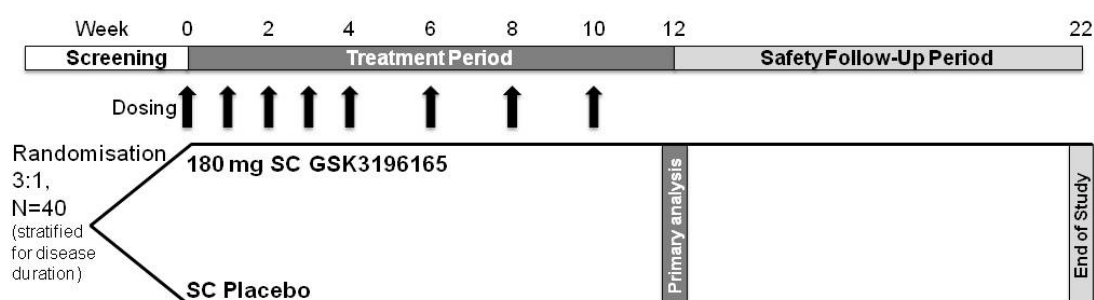 Week 0 2 4 6 8 10 12 22
Screening Treatment Period Safety Follow-Up Period
Dosing
Randomisation
3:1,
N=40
(stratified
for disease
duration)
180 mg SC GSK3196165
SC Placebo
Primary analysis
End of Study